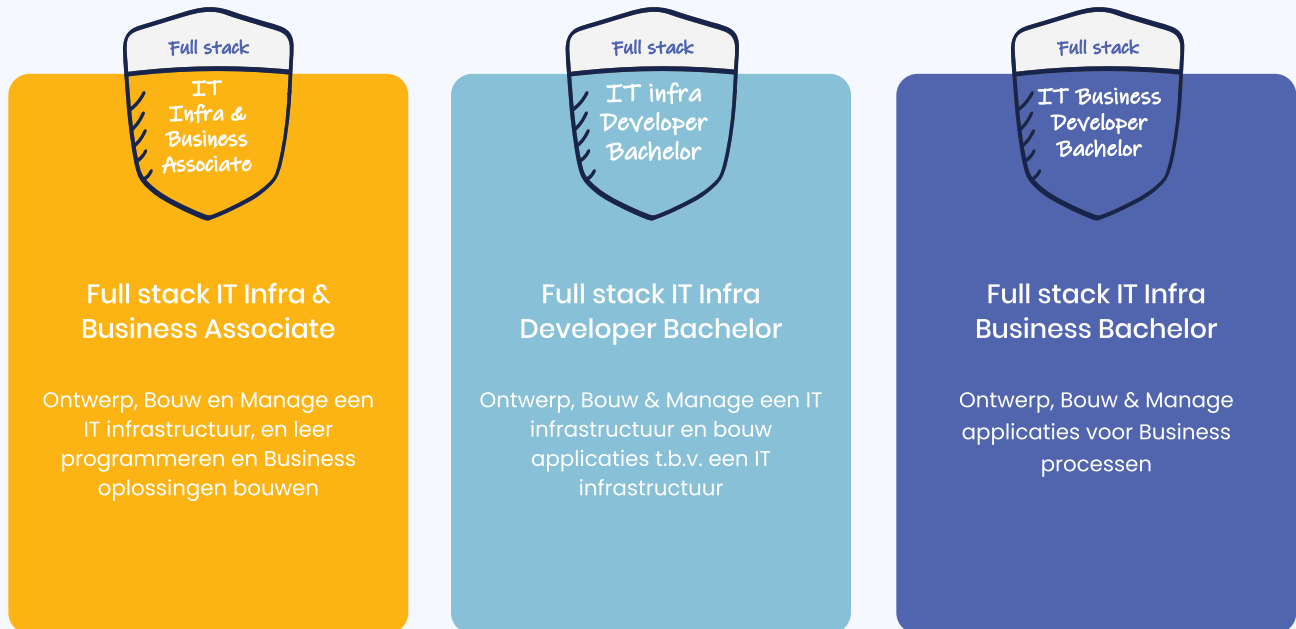 Full stack
IT
Infra &
Business
Associate
Full stack IT Infra &
Business Associate
Ontwerp, Bouw en Manage een
IT infrastructuur, en leer
programmeren en Business
oplossingen bouwen
Full stack
IT infra
Developer
Bachelor
Full stack IT Infra
Developer Bachelor
Ontwerp, Bouw & Manage een IT
infrastructuur en bouw
applicaties t.b.v. een IT
infrastructuur
Full stack
IT Business
Developer
Bachelor
Full stack IT Infra
Business Bachelor
Ontwerp, Bouw & Manage
applicaties voor Business
processen